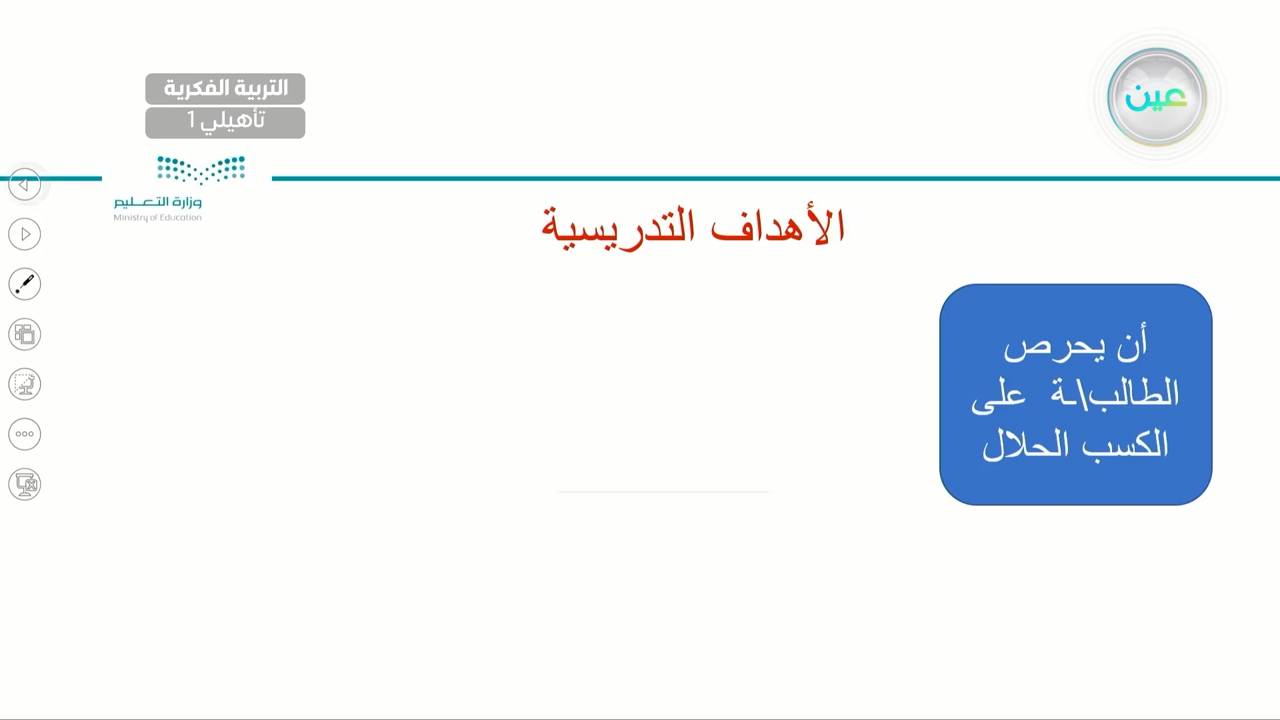 عين
التربية الفكرية
تأهيلي 1
وزارة التعليم
Ministry of Education
الأهداف التدريسية
أن يحرص
الطالب\ـة على
الكسب الحلال